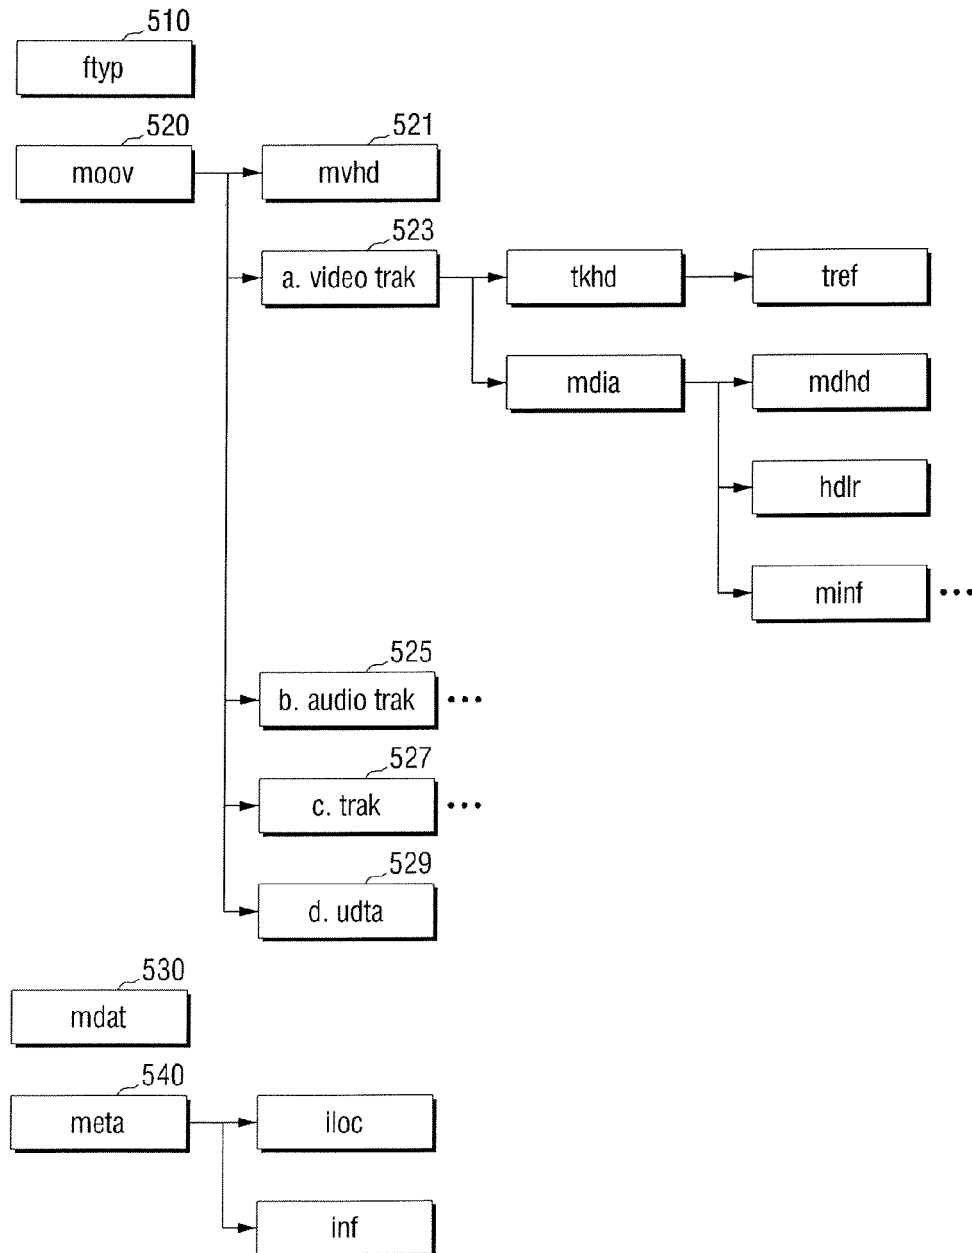 510
ftyp
520
521
moov
mvhd
523
a. video trak
tkhd
tref
mdia
mdhd
hdlr
minf
525
b. audio trak
527
c. trak
529
d. udta
530
mdat
540
meta
iloc
inf